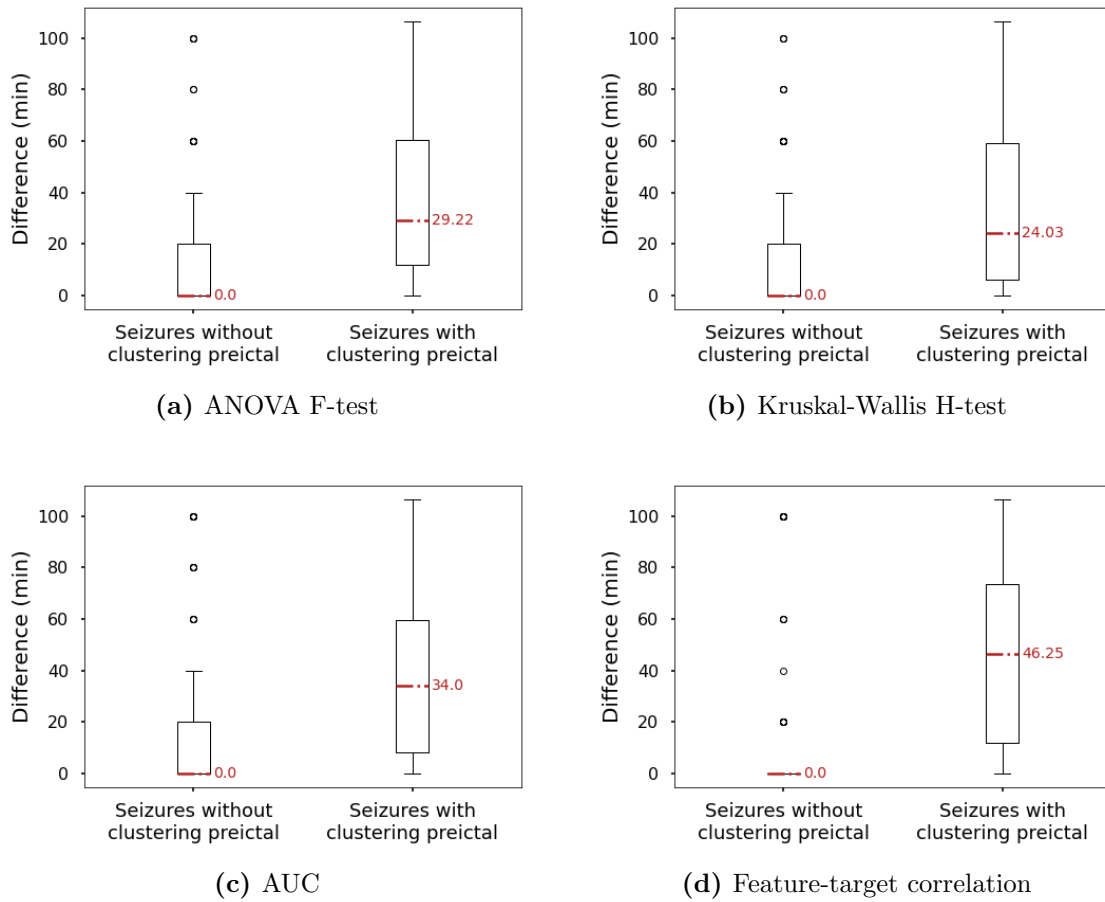 100
80
60
40
20
0
Difference (min)
0.0
29.22
Seizures without
clustering preictal
Seizures with
clustering preictal
(a) ANOVA F-test
100
80
60
40
20
0
Difference (min)
0.0
24.03
Seizures without
clustering preictal
Seizures with
clustering preictal
(b) Kruskal-Wallis H-test
100
80
60
40
20
0
Difference (min)
0.0
34.0
Seizures without
clustering preictal
Seizures with
clustering preictal
(c) AUC
100
80
60
40
20
0
Difference (min)
0.0
46.25
Seizures without
clustering preictal
Seizures with
clustering preictal
(d) Feature-target correlation